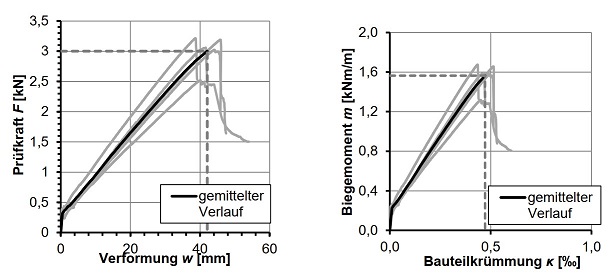 3,5
3
2,5
2
1,5
1
0,5
0
0
20
40
60
Prüfkraft F [kN]
Verformung w [mm]
gemittelter
Verlauf
2,0
1,6
1,2
0,8
0,4
0,0
0,0
0,5
1,0
Biegemoment m [kNm/m]
Bauteilkrümmung κ [‰]
gemittelter
Verlauf